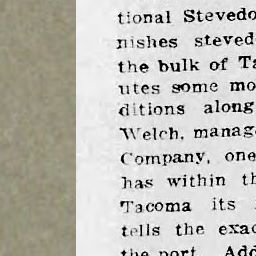 tional Stevedo
nishes steved
the bulk of Ta
utes some mo
ditions along
Welch, manage
Company, one
has within th
Tacoma its
tells the exac
the port. Add